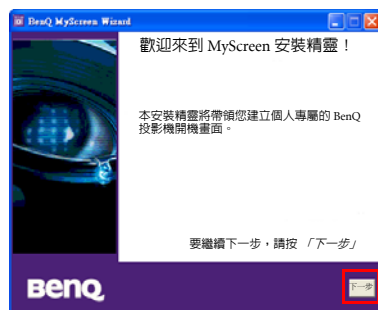 BenQ MyScreen Wizard
歡迎來到 MyScreen 安裝精靈！
本安裝精靈將帶領您建立個人專屬的 BenQ
投影機開機畫面。
要繼續下一步，請按 「下一步」
BenQ
下一步